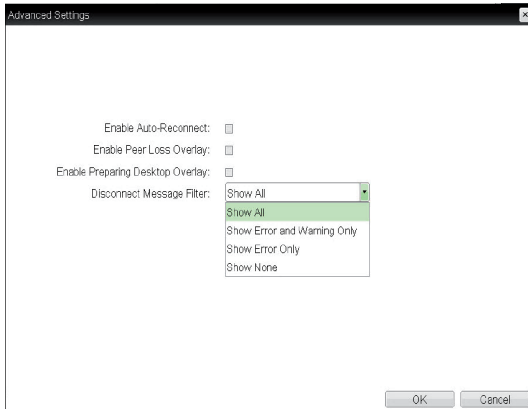 Advanced Settings
Enable Auto-Reconnect:
Enable Peer Loss Overlay:
Enable Preparing Desktop Overlay:
Disconnect Message Filter: Show All
Show All
Show Error and Warning Only
Show Error Only
Show None
OK Cancel